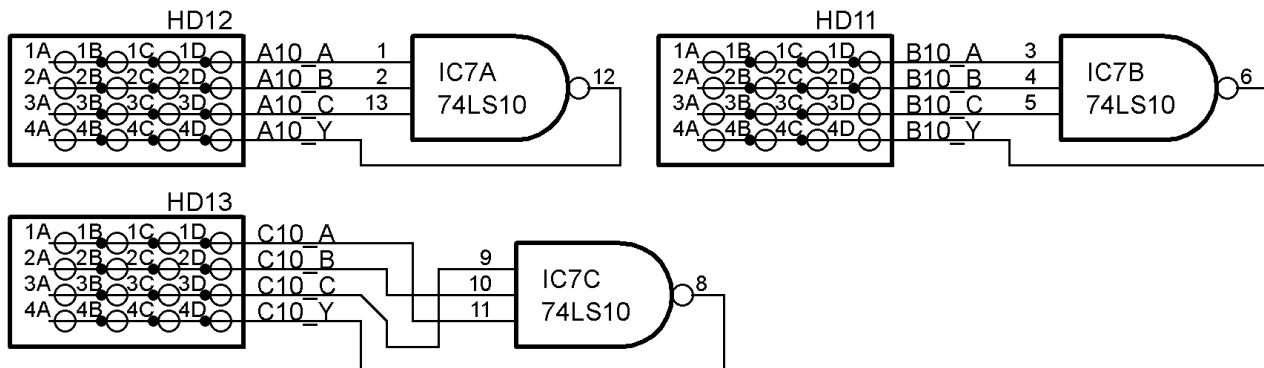 HD12
1A 1B 1C 1D A10_A 1
2A 2B 2C 2D A10_B 2
3A 3B 3C 3D A10_C 13
4A 4B 4C 4D A10_Y
IC7A
74LS10
12
HD11
1A 1B 1C 1D B10_A 3
2A 2B 2C 2D B10_B 4
3A 3B 3C 3D B10_C 5
4A 4B 4C 4D B10_Y
IC7B
74LS10
6
HD13
1A 1B 1C 1D C10_A
2A 2B 2C 2D C10_B 9
3A 3B 3C 3D C10_C 10
4A 4B 4C 4D C10_Y 11
IC7C
74LS10
8